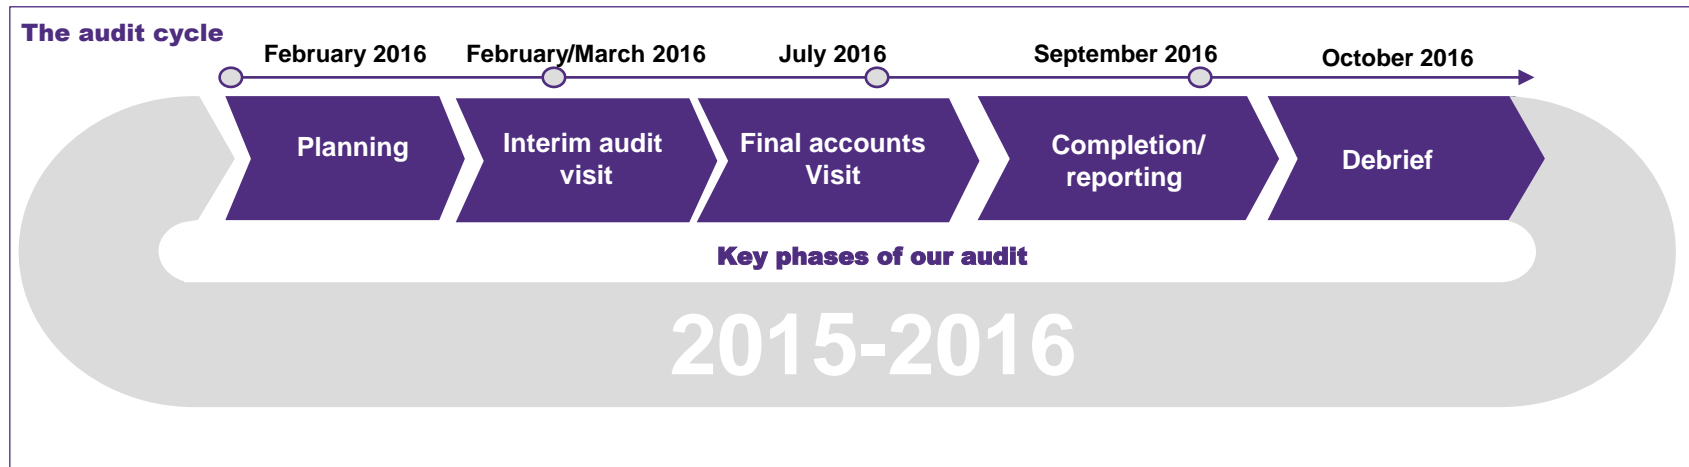 The audit cycle
February 2016
February/March 2016
July 2016
September 2016
October 2016
Planning
Interim audit
visit
Final accounts
Visit
Completion/
reporting
Debrief
Key phases of our audit
2015-2016